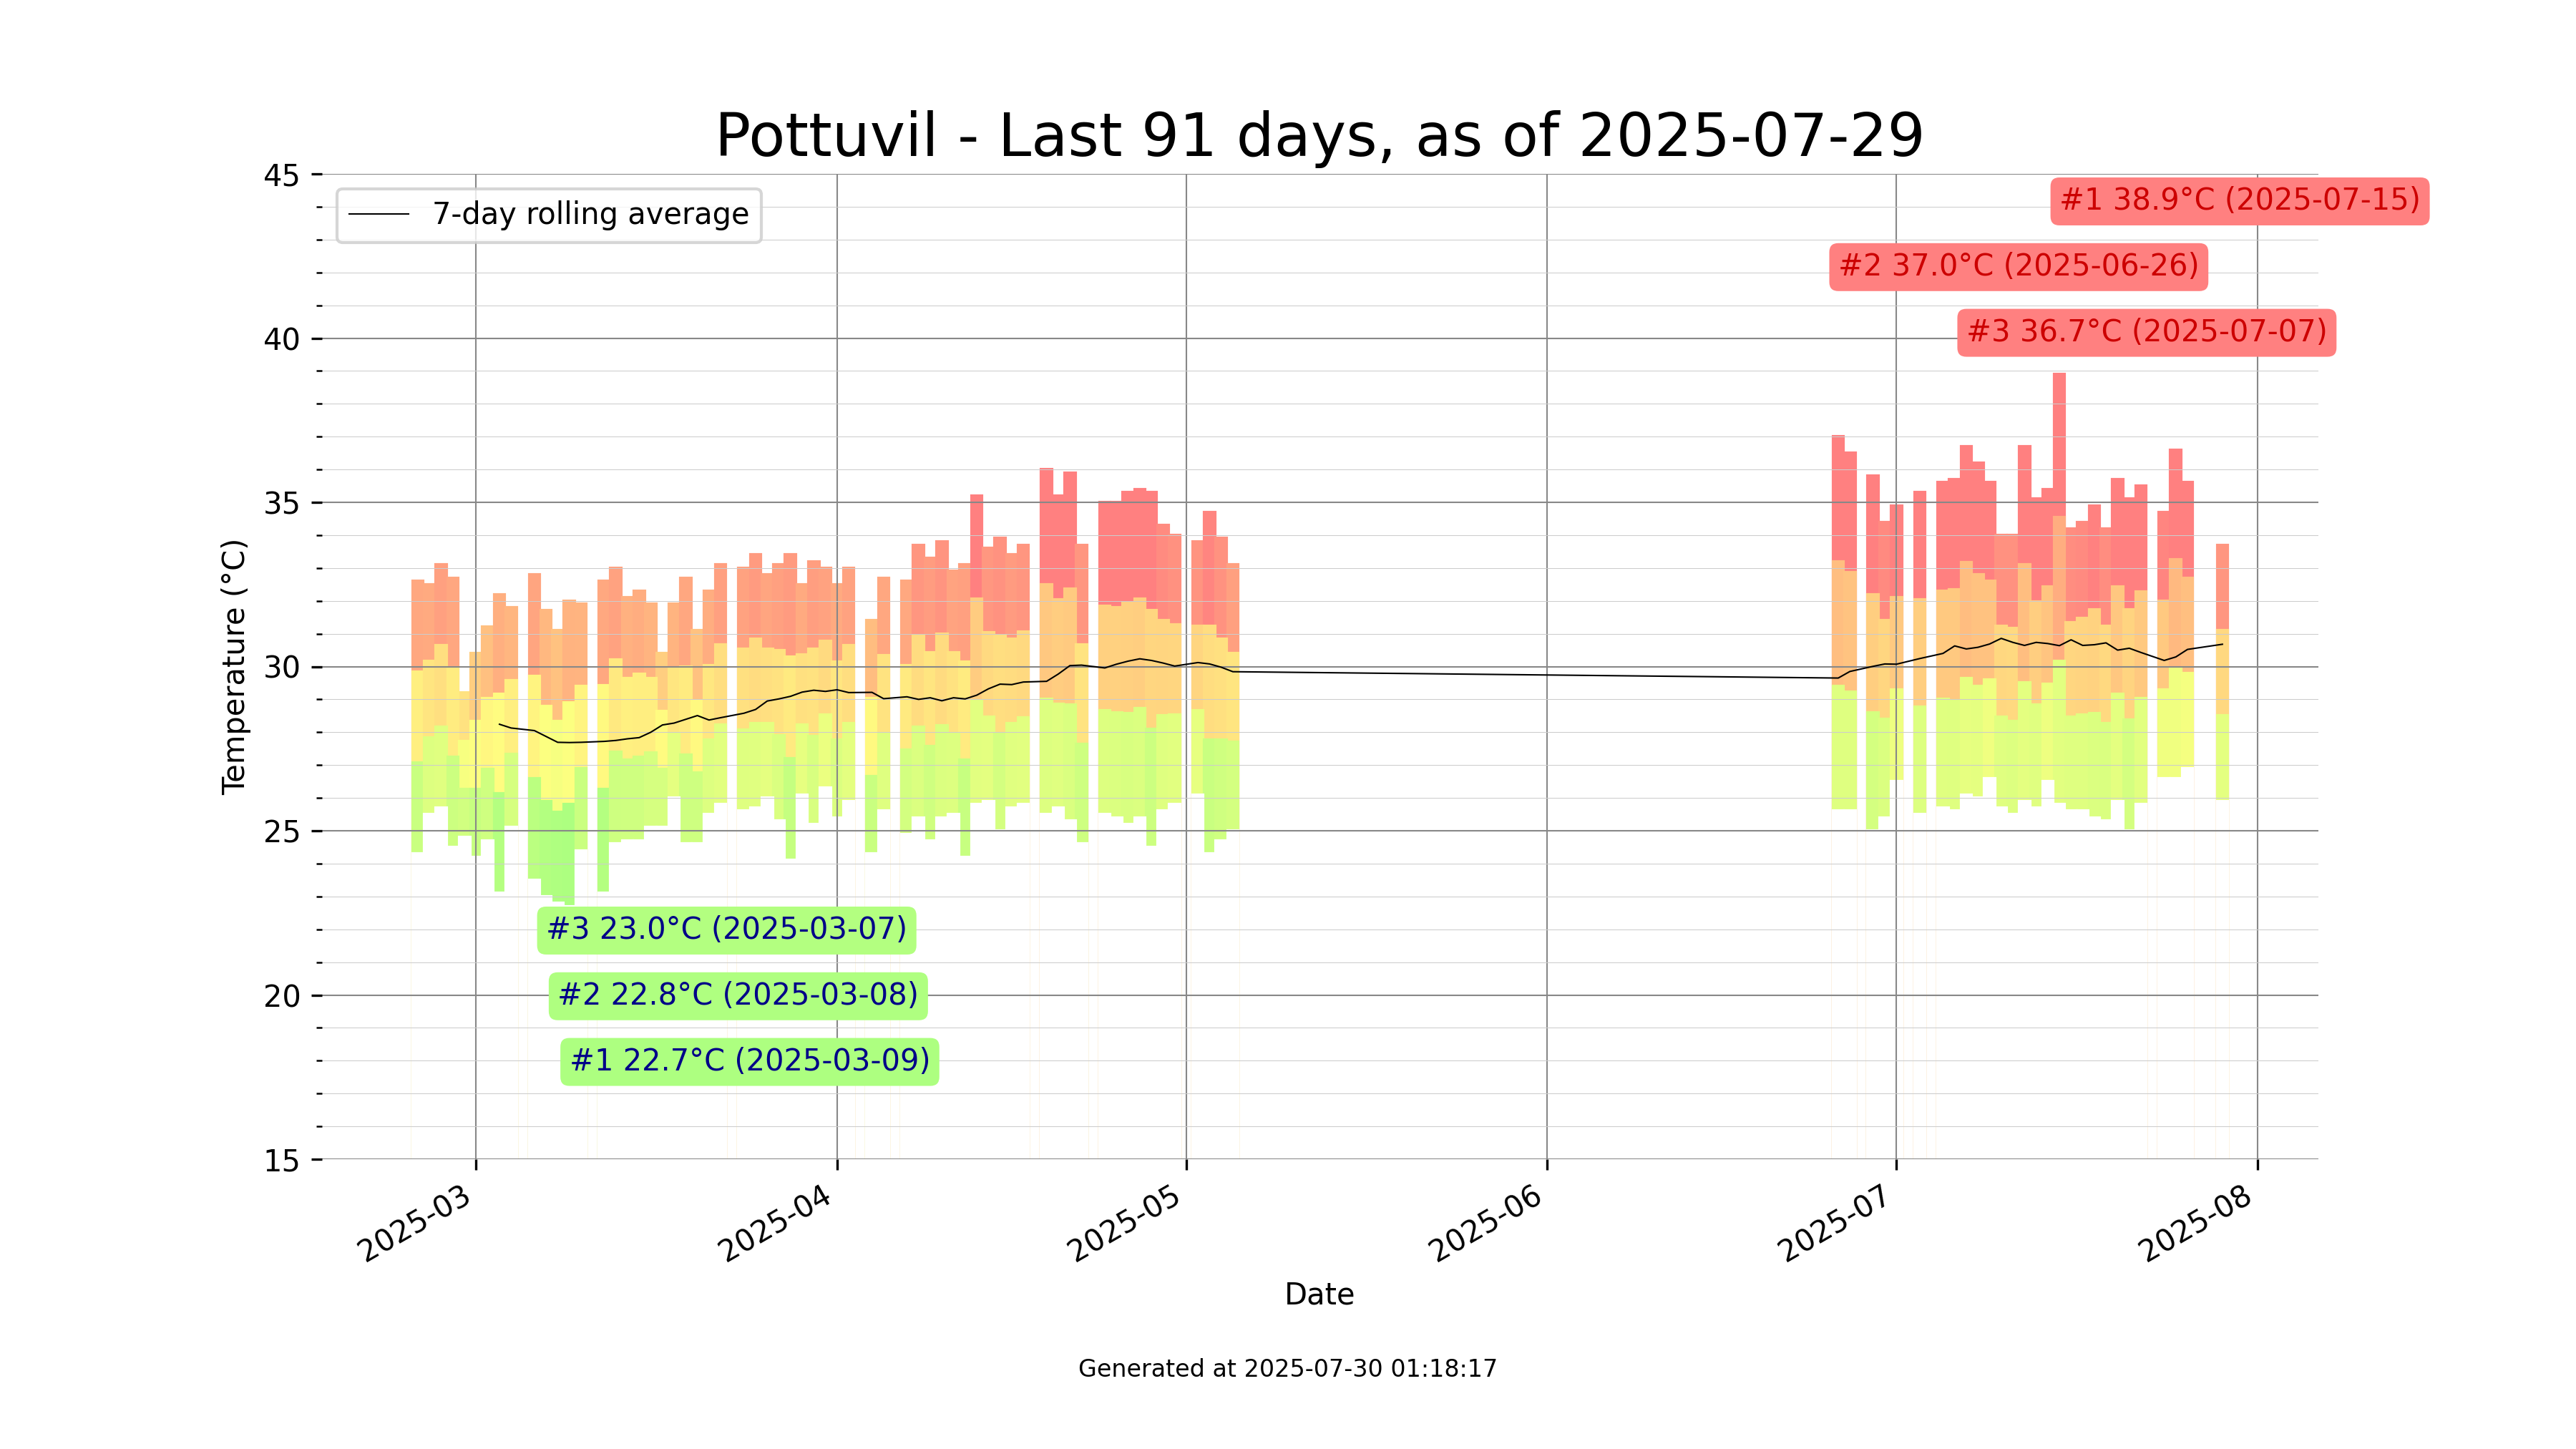 Pottuvil - Last 91 days, as of 2025-07-29
7-day rolling average
#1 38.9°C (2025-07-15)
#2 37.0°C (2025-06-26)
#3 36.7°C (2025-07-07)
45
40
35
30
25
20
15
Temperature (°C)
#3 23.0°C (2025-03-07)
#2 22.8°C (2025-03-08)
#1 22.7°C (2025-03-09)
2025-03
2025-04
2025-05
2025-06
2025-07
2025-08
Date
Generated at 2025-07-30 01:18:17